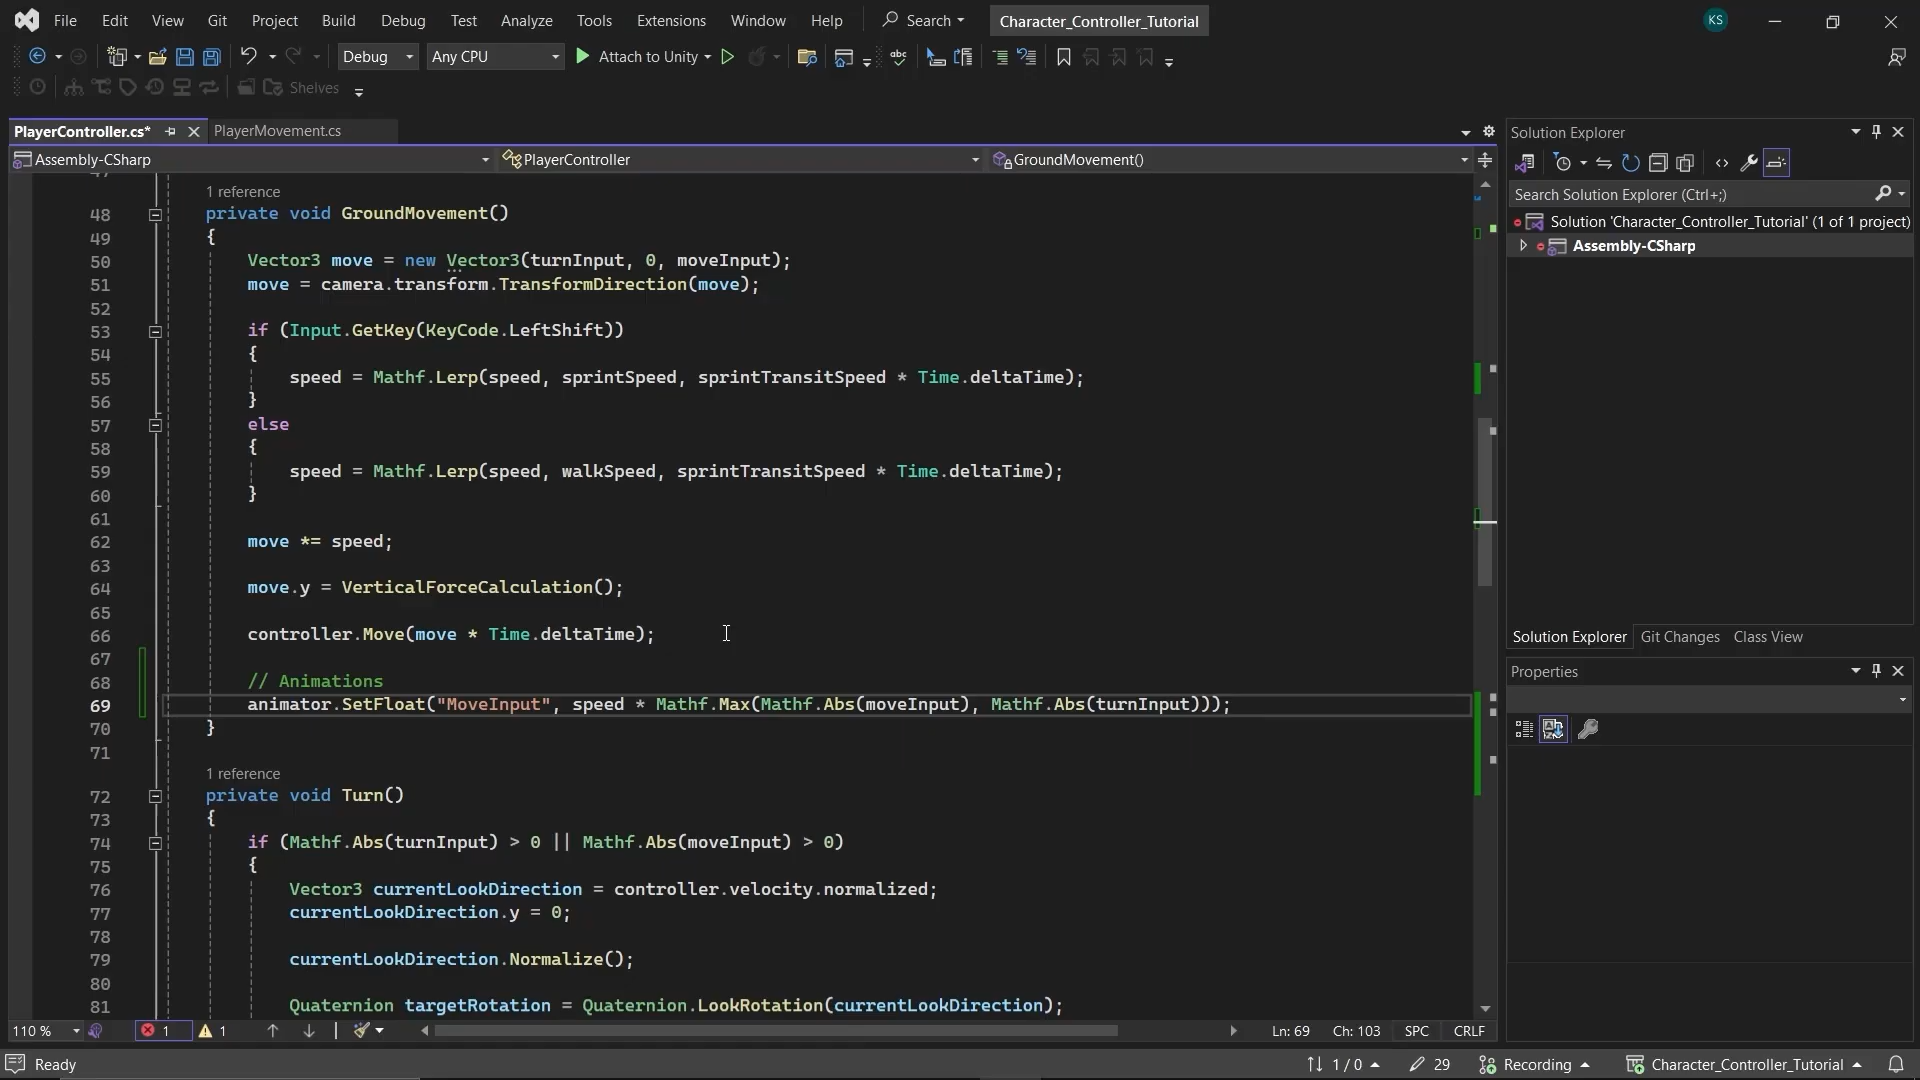 File Edit View Git Project Build Debug Test Analyze Tools Extensions Window Help Search Character_Controller_Tutorial KS
Debug Any CPU Attach to Unity
Shelves
PlayerController.cs* PlayerMovement.cs
Assembly-CSharp PlayerController GroundMovement()
1 reference
48 private void GroundMovement()
49 {
50 Vector3 move = new Vector3(turnInput, 0, moveInput);
51 move = camera.transform.TransformDirection(move);
52
53 if (Input.GetKey(KeyCode.LeftShift))
54 {
55 speed = Mathf.Lerp(speed, sprintSpeed, sprintTransitSpeed * Time.deltaTime);
56 }
57 else
58 {
59 speed = Mathf.Lerp(speed, walkSpeed, sprintTransitSpeed * Time.deltaTime);
60 }
61
62 move *= speed;
63
64 move.y = VerticalForceCalculation();
65
66 controller.Move(move * Time.deltaTime);
67
68 // Animations
69 animator.SetFloat("MoveInput", speed * Mathf.Max(Mathf.Abs(moveInput), Mathf.Abs(turnInput)));
70 }
71
1 reference
72 private void Turn()
73 {
74 if (Mathf.Abs(turnInput) > 0 || Mathf.Abs(moveInput) > 0)
75 {
76 Vector3 currentLookDirection = controller.velocity.normalized;
77 currentLookDirection.y = 0;
78
79 currentLookDirection.Normalize();
80
81 Quaternion targetRotation = Quaternion.LookRotation(currentLookDirection);
110 % 1 1 Ln: 69 Ch: 103 SPC CRLF
Solution Explorer
Search Solution Explorer (Ctrl+;)
Solution 'Character_Controller_Tutorial' (1 of 1 project)
Assembly-CSharp
Solution Explorer Git Changes Class View
Properties
Ready 1 / 0 29 Recording Character_Controller_Tutorial